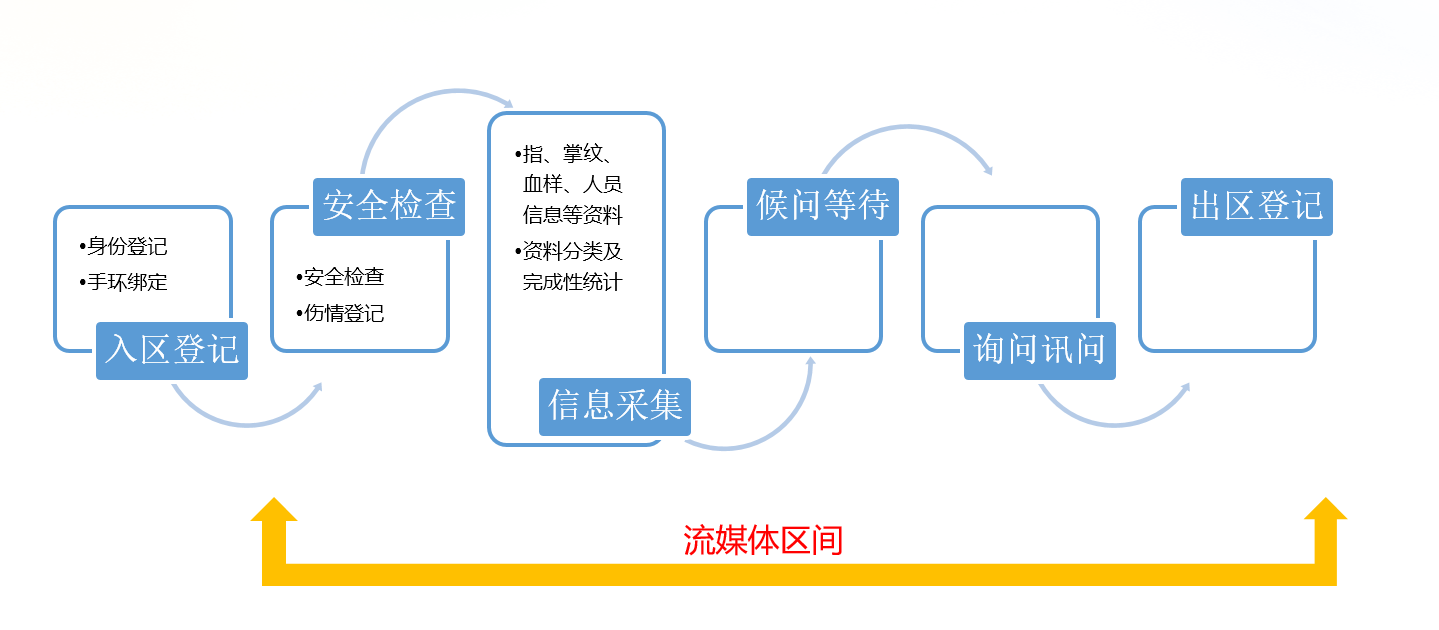 •身份登记
•手环绑定
入区登记
安全检查
•安全检查
•伤情登记
•指、掌纹、
血样、人员
信息等资料
•资料分类及
完成性统计
信息采集
候问等待
询问讯问
出区登记
流媒体区间